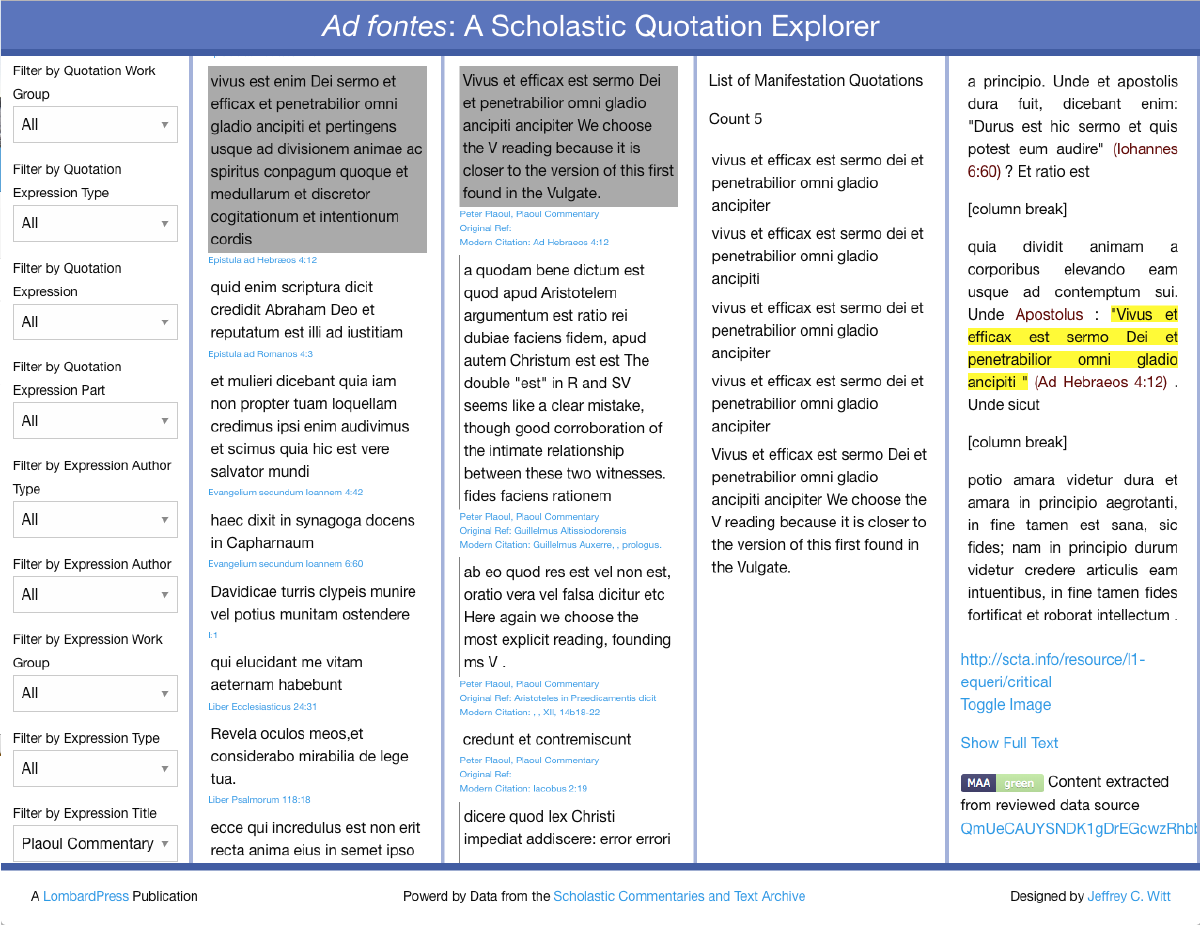 Ad fontes: A Scholastic Quotation Explorer
Filter by Quotation Work
Group
All
Filter by Quotation
Expression Type
All
Filter by Quotation
Expression
All
Filter by Quotation
Expression Part
All
Filter by Expression Author
Type
All
Filter by Expression Author
All
Filter by Expression Work
Group
All
Filter by Expression Type
All
Filter by Expression Title
Plaoul Commentary
vivus est enim Dei sermo et
efficax et penetrabilior omni
gladio ancipiti et pertingens
usque ad divisionem animae ac
spiritus conpagum quoque et
medullarum et discretor
cogitationum et intentionum
cordis
Epistula ad Hebraeos 4:12
quid enim scriptura dicit
credidit Abraham Deo et
reputatum est illi ad iustitiam
Epistula ad Romanos 4:3
et mulieri dicebant quia iam
non propter tuam loquellam
credimus ipsi enim audivimus
et scimus quia hic est vere
salvator mundi
Evangelium secundum Ioannem 4:42
haec dixit in synagoga docens
in Capharnaum
Evangelium secundum Ioannem 6:60
Davidicae turris clypeis munire
vel potius munitam ostendere
I:1
qui elucidant me vitam
aeternam habebunt
Liber Ecclesiasticus 24:31
Revela oculos meos,et
considerabo mirabilia de lege
tua.
Liber Psalmorum 118:18
ecce qui incredulus est non erit
recta anima eius in semet ipso
Vivus et efficax est sermo Dei
et penetrabilior omni gladio
ancipiti ancipiter We choose
the V reading because it is
closer to the version of this first
found in the Vulgate.
Peter Plaoul, Plaoul Commentary
Original Ref:
Modern Citation: Ad Hebraeos 4:12
a quodam bene dictum est
quod apud Aristotelem
argumentum est ratio rei
dubiae faciens fidem, apud
autem Christum est est The
double "est" in R and SV
seems like a clear mistake,
though good corroboration of
the intimate relationship
between these two witnesses.
fides faciens rationem
Peter Plaoul, Plaoul Commentary
Original Ref: Guillelmus Altissiodorensis
Modern Citation: Guillelmus Auxerre, , prologus.
ab eo quod res est vel non est,
oratio vera vel falsa dicitur etc
Here again we choose the
most explicit reading, founding
ms V .
Peter Plaoul, Plaoul Commentary
Original Ref: Aristoteles in Praedicamentis dicit
Modern Citation: , , XII, 14b18-22
credunt et contremiscunt
Peter Plaoul, Plaoul Commentary
Original Ref:
Modern Citation: Iacobus 2:19
dicere quod lex Christi
impediat addiscere: error errori
List of Manifestation Quotations
Count 5
vivus et efficax est sermo dei et
penetrabilior omni gladio
ancipiter
vivus et efficax est sermo dei et
penetrabilior omni gladio
ancipiti
vivus et efficax est sermo dei et
penetrabilior omni gladio
ancipiter
vivus et efficax est sermo dei et
penetrabilior omni gladio
ancipiter
Vivus et efficax est sermo Dei et
penetrabilior omni gladio
ancipiti ancipiter We choose the
V reading because it is closer to
the version of this first found in
the Vulgate.
a principio. Unde et apostolis
dura fuit, dicebant enim:
"Durus est hic sermo et quis
potest eum audire" (Iohannes
6:60) ? Et ratio est
[column break]
quia dividit animam a
corporibus elevando eam
usque ad contemptum sui.
Unde Apostolus : "Vivus et
efficax est sermo Dei et
penetrabilior omni gladio
ancipiti " (Ad Hebraeos 4:12) .
Unde sicut
[column break]
potio amara videtur dura et
amara in principio aegrotanti,
in fine tamen est sana, sic
fides; nam in principio durum
videtur credere articulis eam
intuentibus, in fine tamen fides
fortificat et roborat intellectum .
http://scta.info/resource/l1-
equeri/critical
Toggle Image
Show Full Text
MAA green Content extracted
from reviewed data source
QmUeCAUYSNDK1gDrEGcwzRhbb
A LombardPress Publication
Powerd by Data from the Scholastic Commentaries and Text Archive
Designed by Jeffrey C. Witt